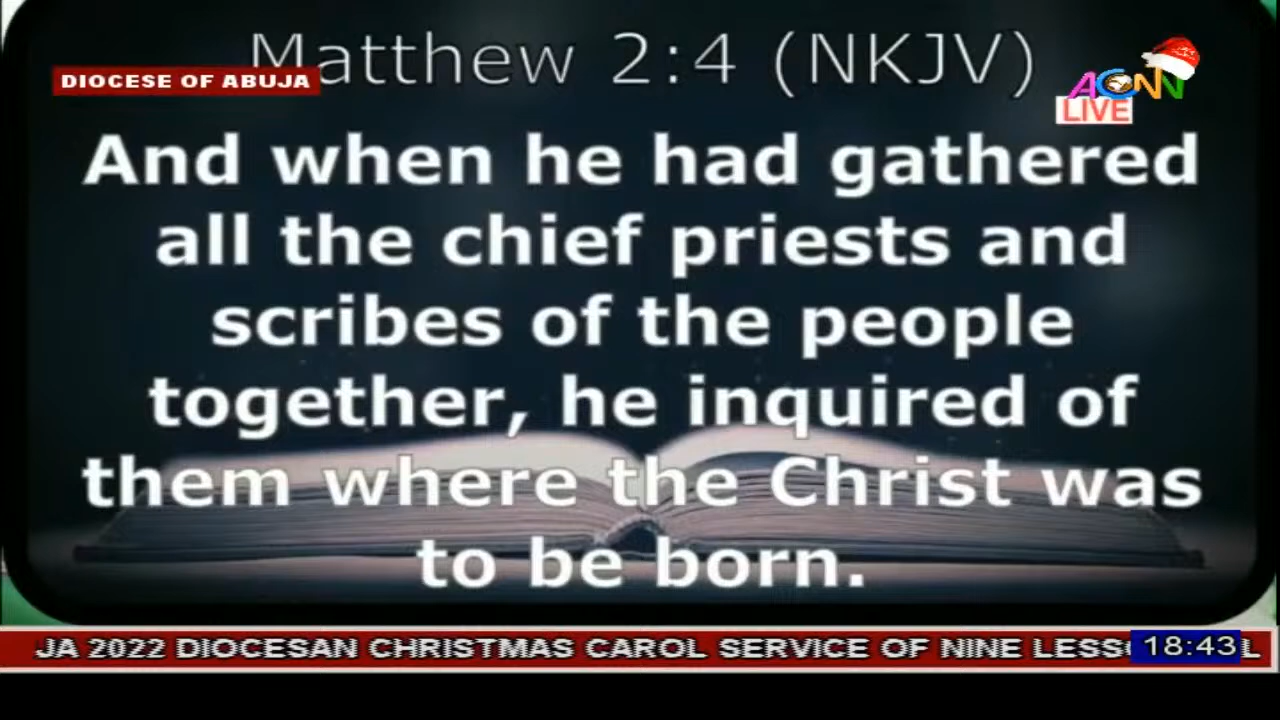 Matthew 2:4 (NKJV)
DIOCESE OF ABUJA
ACNN
LIVE
And when he had gathered
all the chief priests and
scribes of the people
together, he inquired of
them where the Christ was
to be born.
JA 2022 DIOCESAN CHRISTMAS CAROL SERVICE OF NINE
18:43